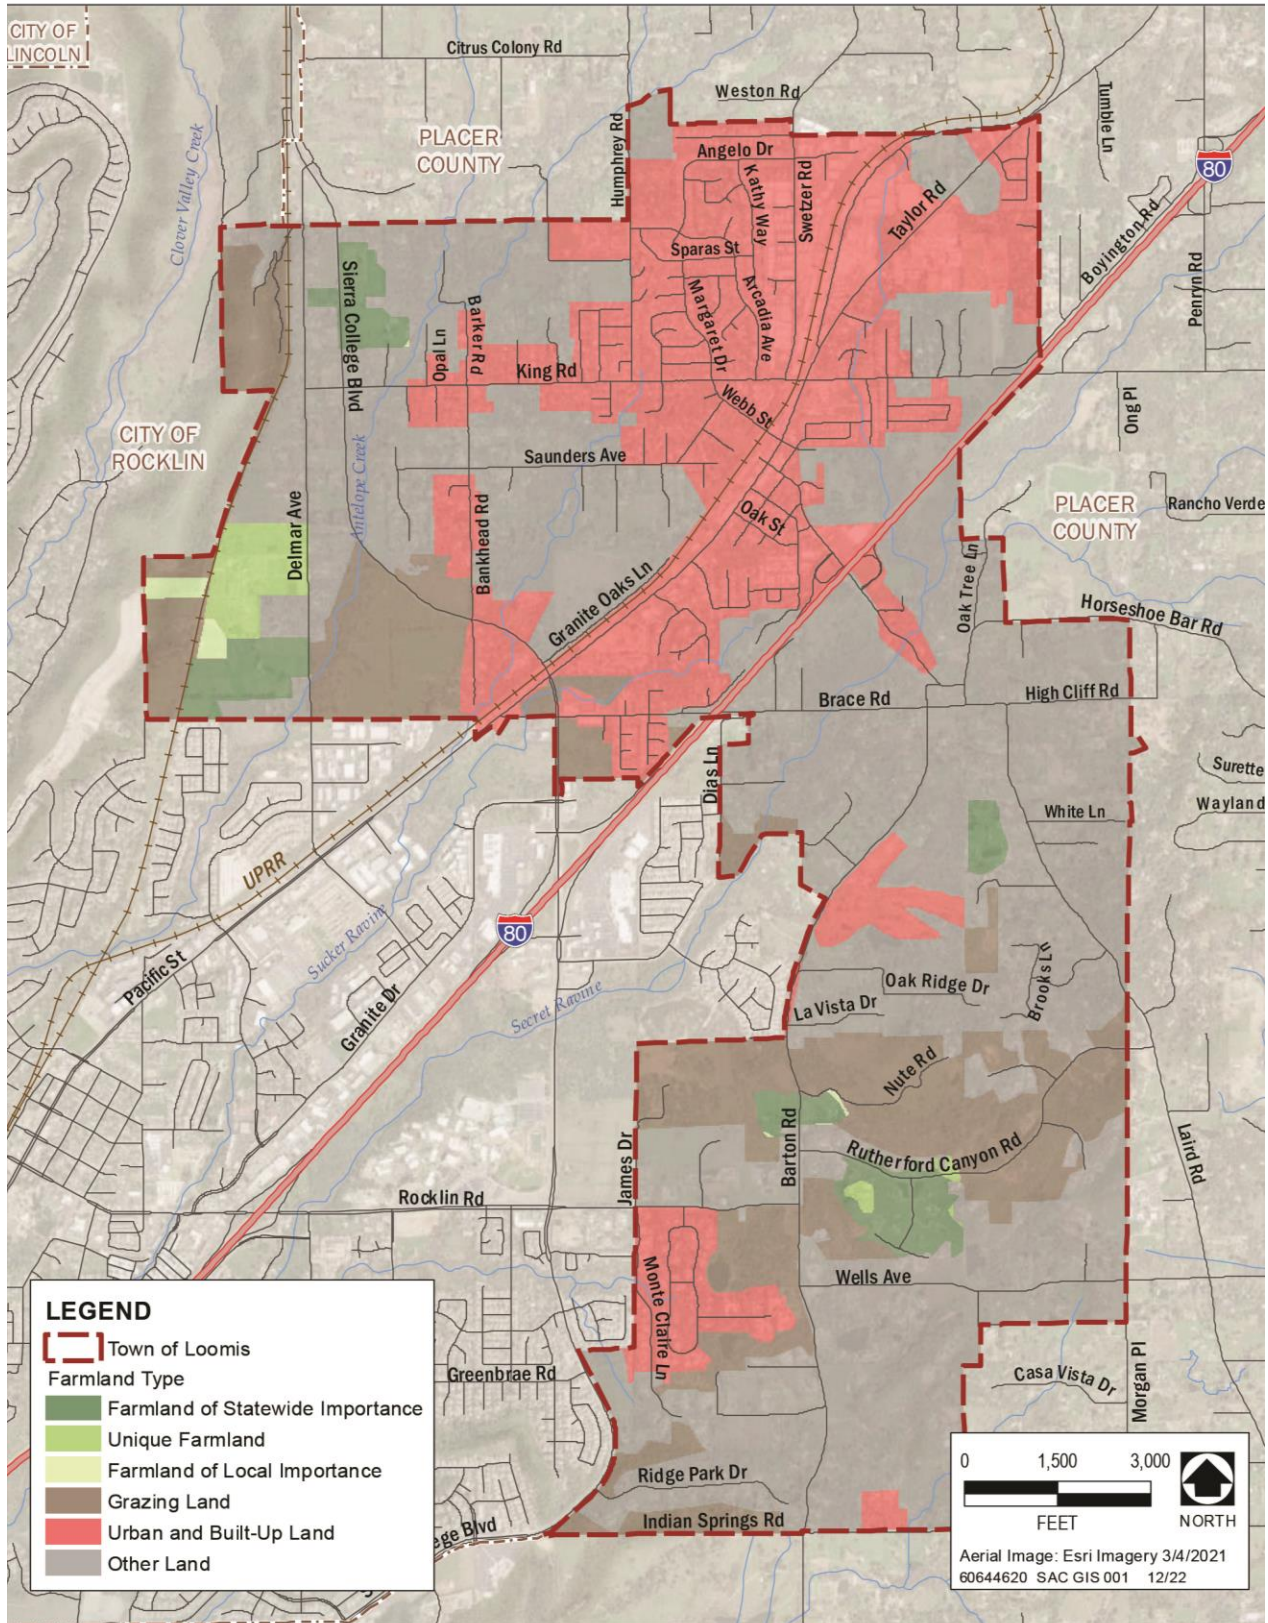 CITY OF
LINCOLN
Citrus Colony Rd
Weston Rd
Tumble Ln
Clover Valley Creek
PLACER
COUNTY
Humphrey Rd
Angelo Dr
Kathy Way
Swetzer Rd
Taylor Rd
80
Boyington Rd
Penryn Rd
Sparas St
Sierra College Blvd
Barker Rd
Opal Ln
Margaret Dr
Arcadia Ave
King Rd
Webb St
Ong Pl
CITY OF
ROCKLIN
Antelope Creek
Saunders Ave
Delmar Ave
Bankhead Rd
Oak St
PLACER
COUNTY
Rancho Verde
Granite Oaks Ln
Oak Tree Ln
Horseshoe Bar Rd
Brace Rd
High Cliff Rd
Dias Ln
Surette
Wayland
White Ln
UPRR
80
Sucker Ravine
Pacific St
Granite Dr
Secret Ravine
Oak Ridge Dr
Brooks Ln
La Vista Dr
Nute Rd
James Dr
Barton Rd
Rutherford Canyon Rd
Laird Rd
Rocklin Rd
Monte Claire Ln
Wells Ave
Greenbrae Rd
Casa Vista Dr
Morgan Pl
Ridge Park Dr
Indian Springs Rd
ege Blvd
LEGEND
Town of Loomis
Farmland Type
Farmland of Statewide Importance
Unique Farmland
Farmland of Local Importance
Grazing Land
Urban and Built-Up Land
Other Land
0 1,500 3,000
FEET
NORTH
Aerial Image: Esri Imagery 3/4/2021
60644620 SAC GIS 001 12/22